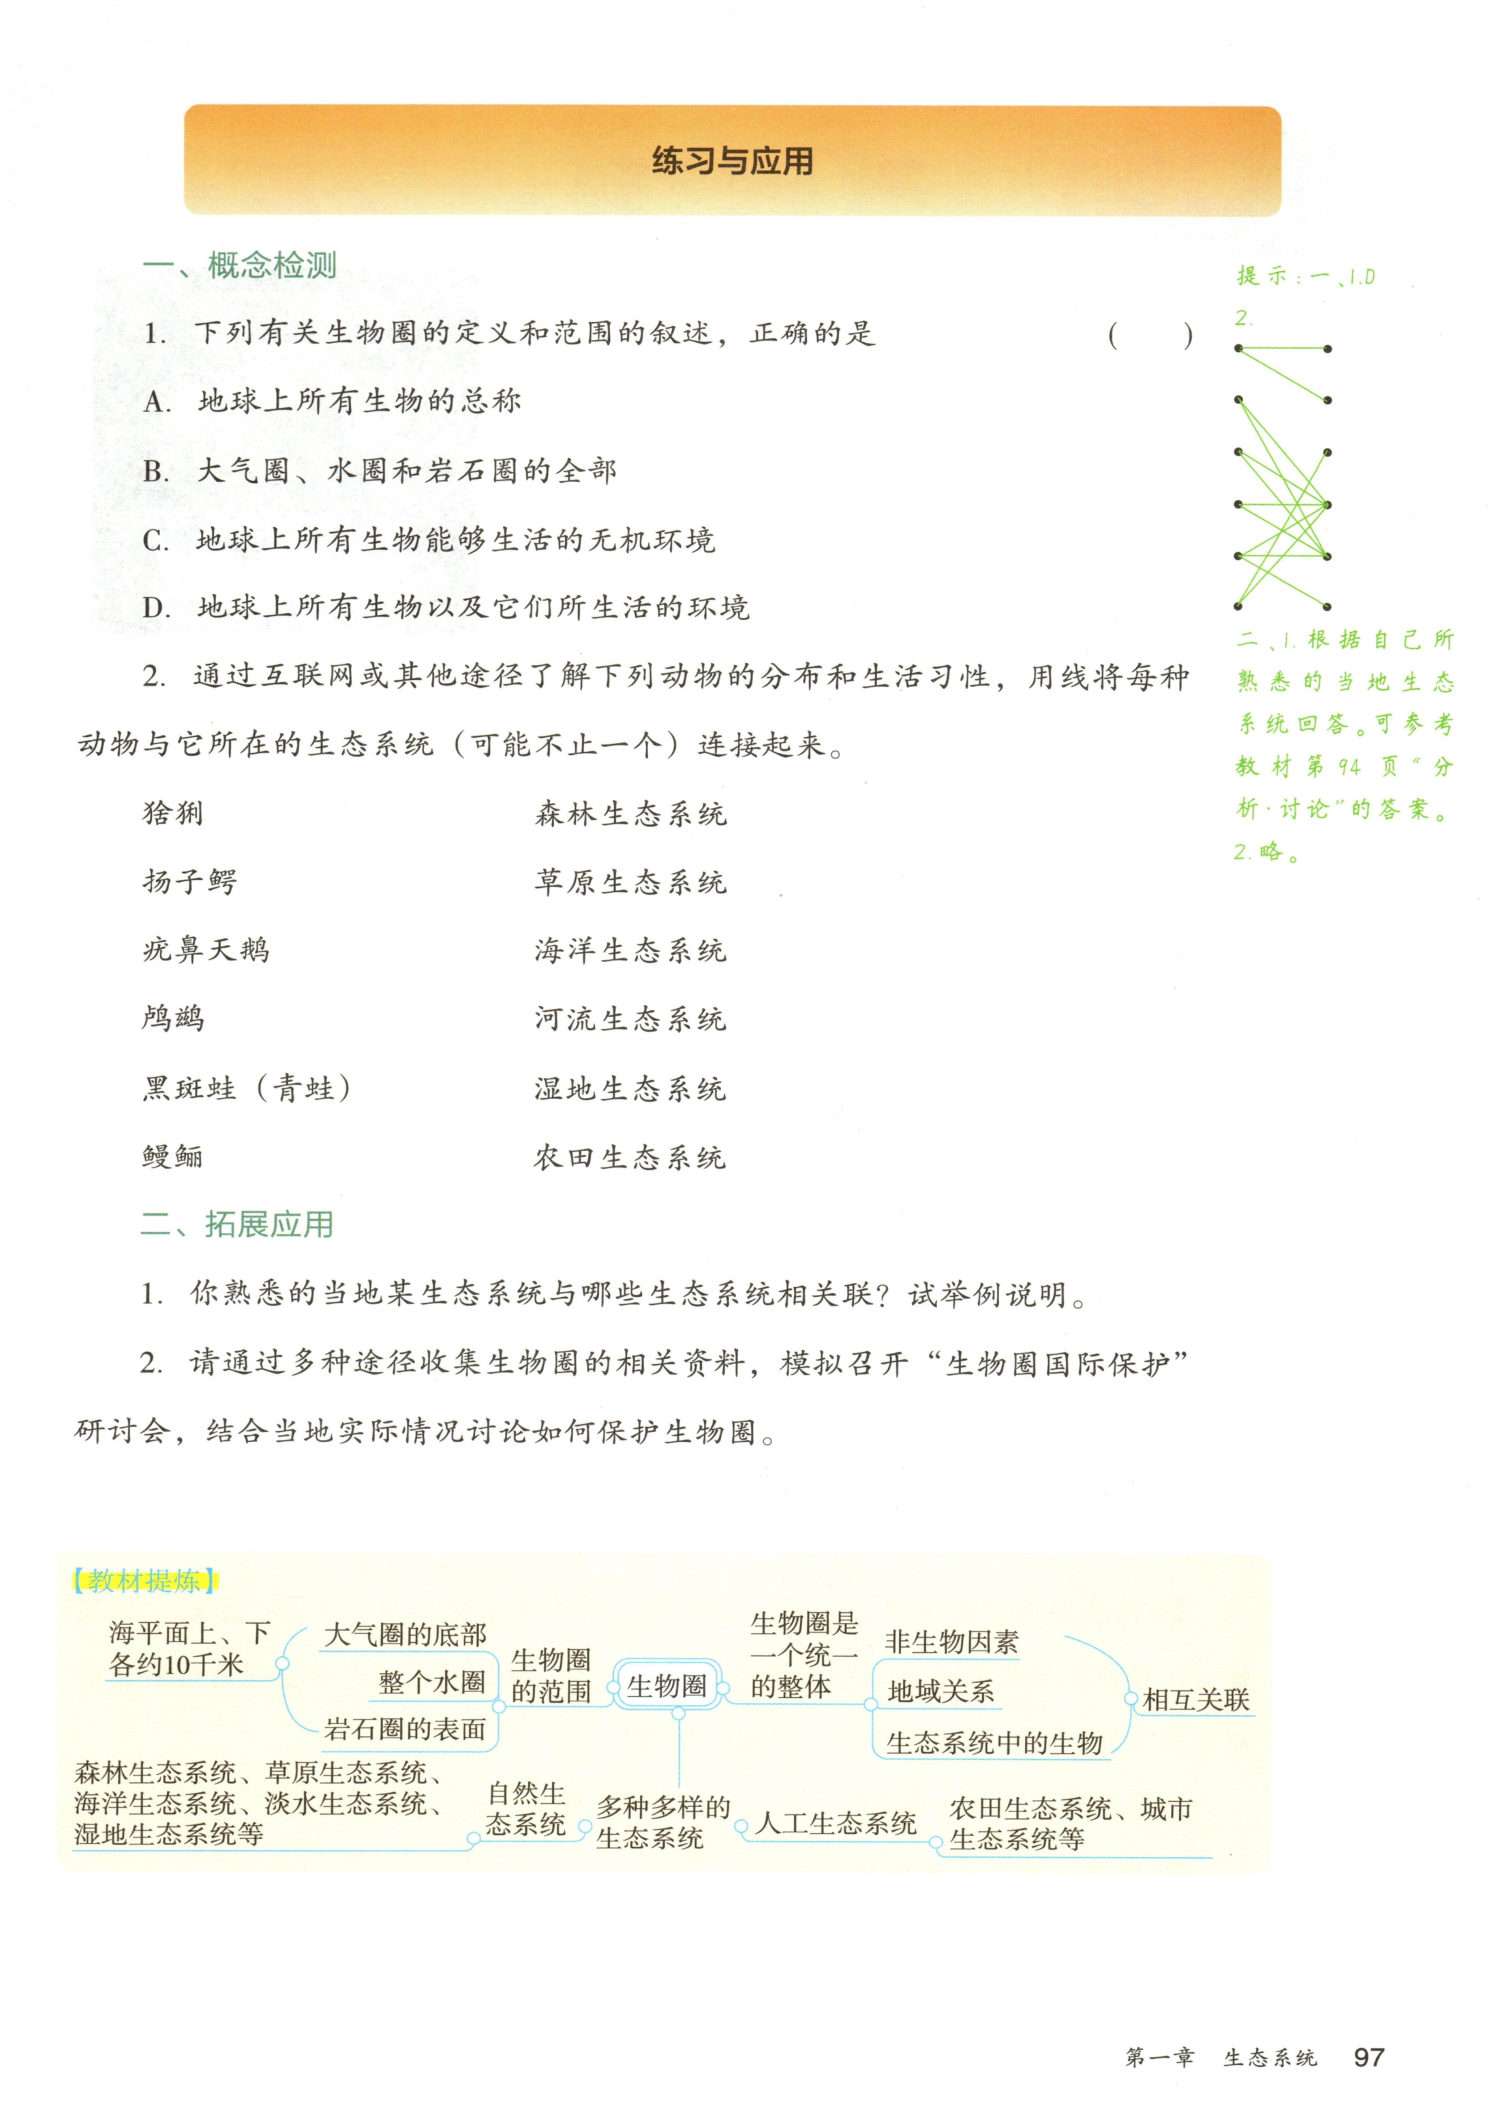 练习与应用
一、概念检测
1. 下列有关生物圈的定义和范围的叙述，正确的是 ( )
A. 地球上所有生物的总称
B. 大气圈、水圈和岩石圈的全部
C. 地球上所有生物能够生活的无机环境
D. 地球上所有生物以及它们所生活的环境
2. 通过互联网或其他途径了解下列动物的分布和生活习性，用线将每种
动物与它所在的生态系统（可能不止一个）连接起来。
猞猁 森林生态系统
扬子鳄 草原生态系统
疣鼻天鹅 海洋生态系统
鸬鹚 河流生态系统
黑斑蛙（青蛙） 湿地生态系统
鳗鲡 农田生态系统
二、拓展应用
1. 你熟悉的当地某生态系统与哪些生态系统相关联？试举例说明。
2. 请通过多种途径收集生物圈的相关资料，模拟召开“生物圈国际保护”
研讨会，结合当地实际情况讨论如何保护生物圈。
提示：一、1.D
2.
二、1.根据自己所
熟悉的当地生态
系统回答。可参考
教材第94页“分
析·讨论”的答案。
2.略。
【教材提炼】
海平面上、下
各约10千米
大气圈的底部
整个水圈
岩石圈的表面
生物圈
的范围
生物圈
生物圈是
一个统一
的整体
非生物因素
地域关系
生态系统中的生物
相互关联
森林生态系统、草原生态系统、
海洋生态系统、淡水生态系统、
湿地生态系统等
自然生
态系统
多种多样的
生态系统
人工生态系统
农田生态系统、城市
生态系统等
第一章 生态系统 97